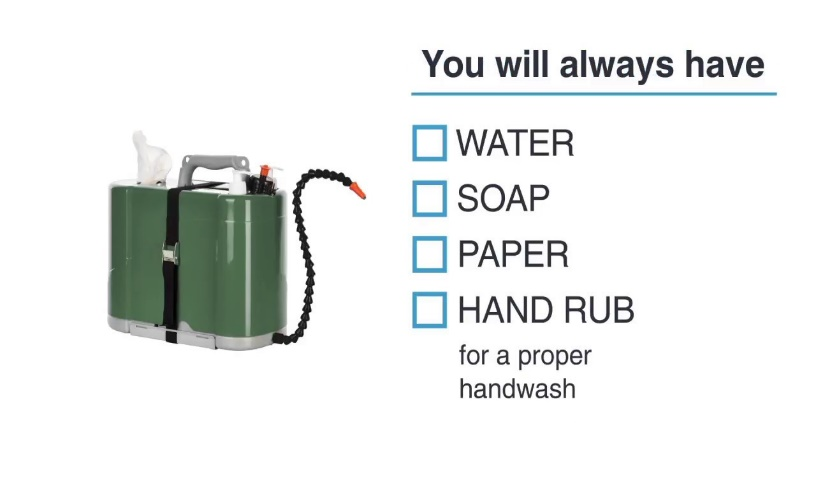 You will always have
WATER
SOAP
PAPER
HAND RUB
for a proper
handwash